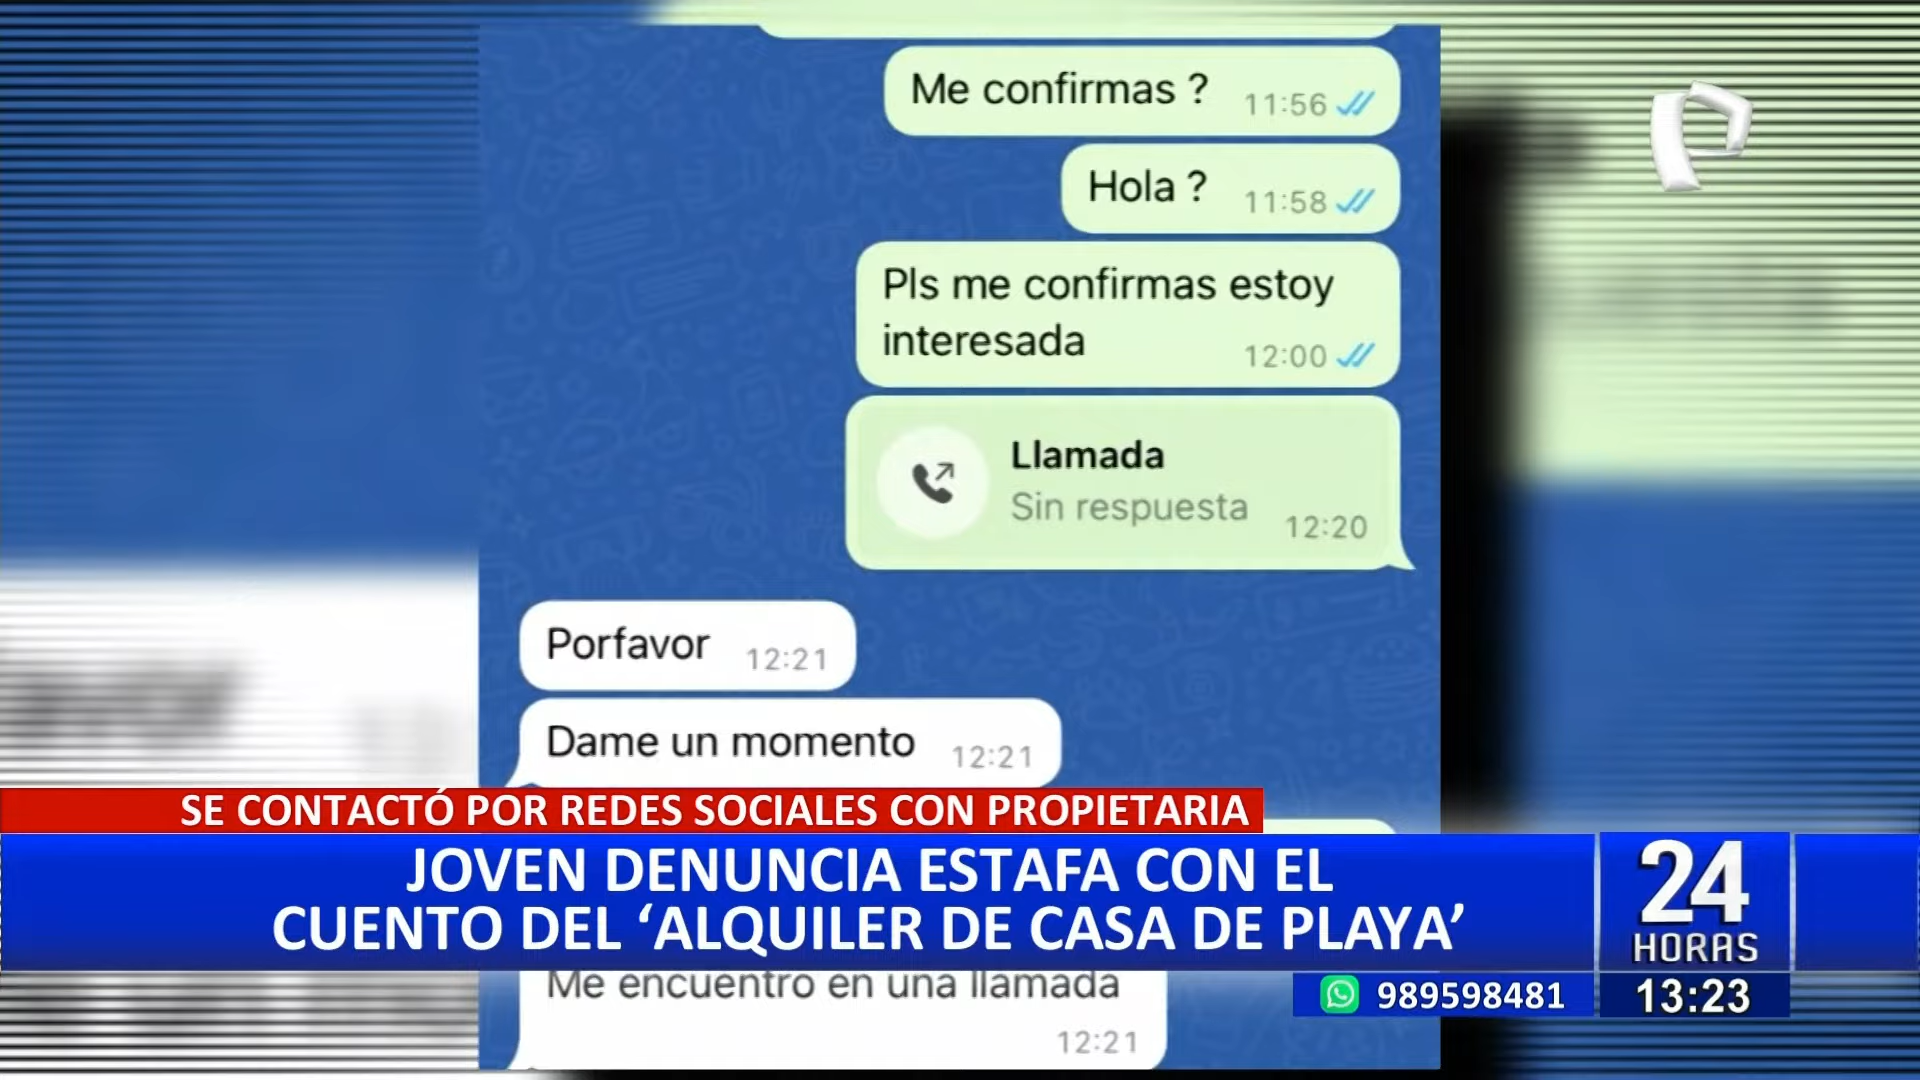 Me confirmas ? 11:56
Hola ? 11:58
Pls me confirmas estoy
interesada 12:00
Llamada
Sin respuesta 12:20
Porfavor 12:21
Dame un momento 12:21
SE CONTACTÓ POR REDES SOCIALES CON PROPIETARIA
JOVEN DENUNCIA ESTAFA CON EL
CUENTO DEL ‘ALQUILER DE CASA DE PLAYA’
24
HORAS
Me encuentro en una llamada
12:21
989598481
13:23